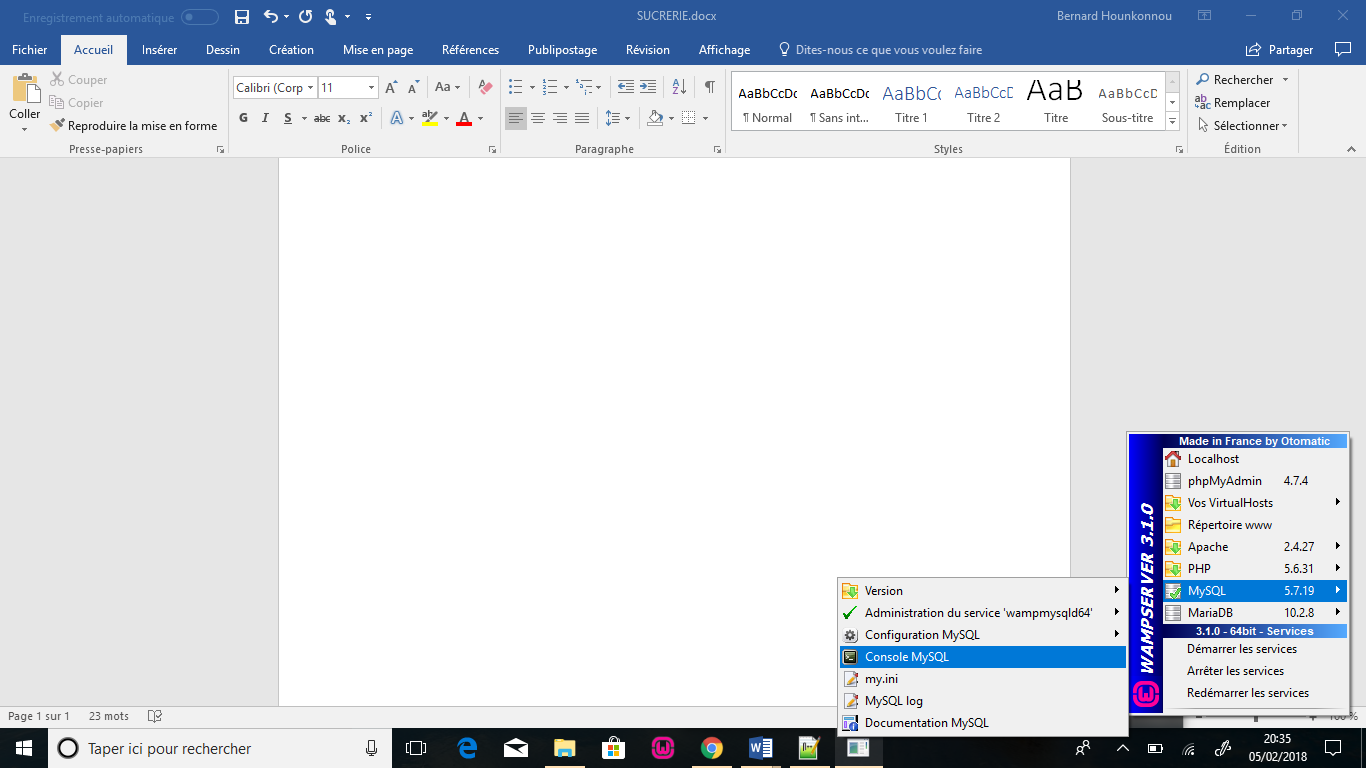 Enregistrement automatique
SUCRERIE.docx
Bernard Hounkonnou
Fichier Accueil Insérer Dessin Création Mise en page Références Publipostage Révision Affichage Dites-nous ce que vous voulez faire Partager
Coller
Couper
Copier
Reproduire la mise en forme
Presse-papiers
Calibri (Corp 11
Aa
G I S abc x₂ x²
A ab A
Police
Paragraphe
AaBbCcDc AaBbCcDc AaBbCc AaBbCcD AaB AaBbCcD
¶ Normal ¶ Sans int... Titre 1 Titre 2 Titre Sous-titre
Styles
Rechercher
Remplacer
Sélectionner
Édition
Made in France by Otomatic
WAMPSERVER 3.1.0
Localhost
phpMyAdmin 4.7.4
Vos VirtualHosts
Répertoire www
Apache 2.4.27
PHP 5.6.31
MySQL 5.7.19
MariaDB 10.2.8
3.1.0 - 64bit - Services
Démarrer les services
Arrêter les services
Redémarrer les services
Version
Administration du service 'wampmysqld64'
Configuration MySQL
Console MySQL
my.ini
MySQL log
Documentation MySQL
Page 1 sur 1 23 mots
100 %
Taper ici pour rechercher
20:35
05/02/2018